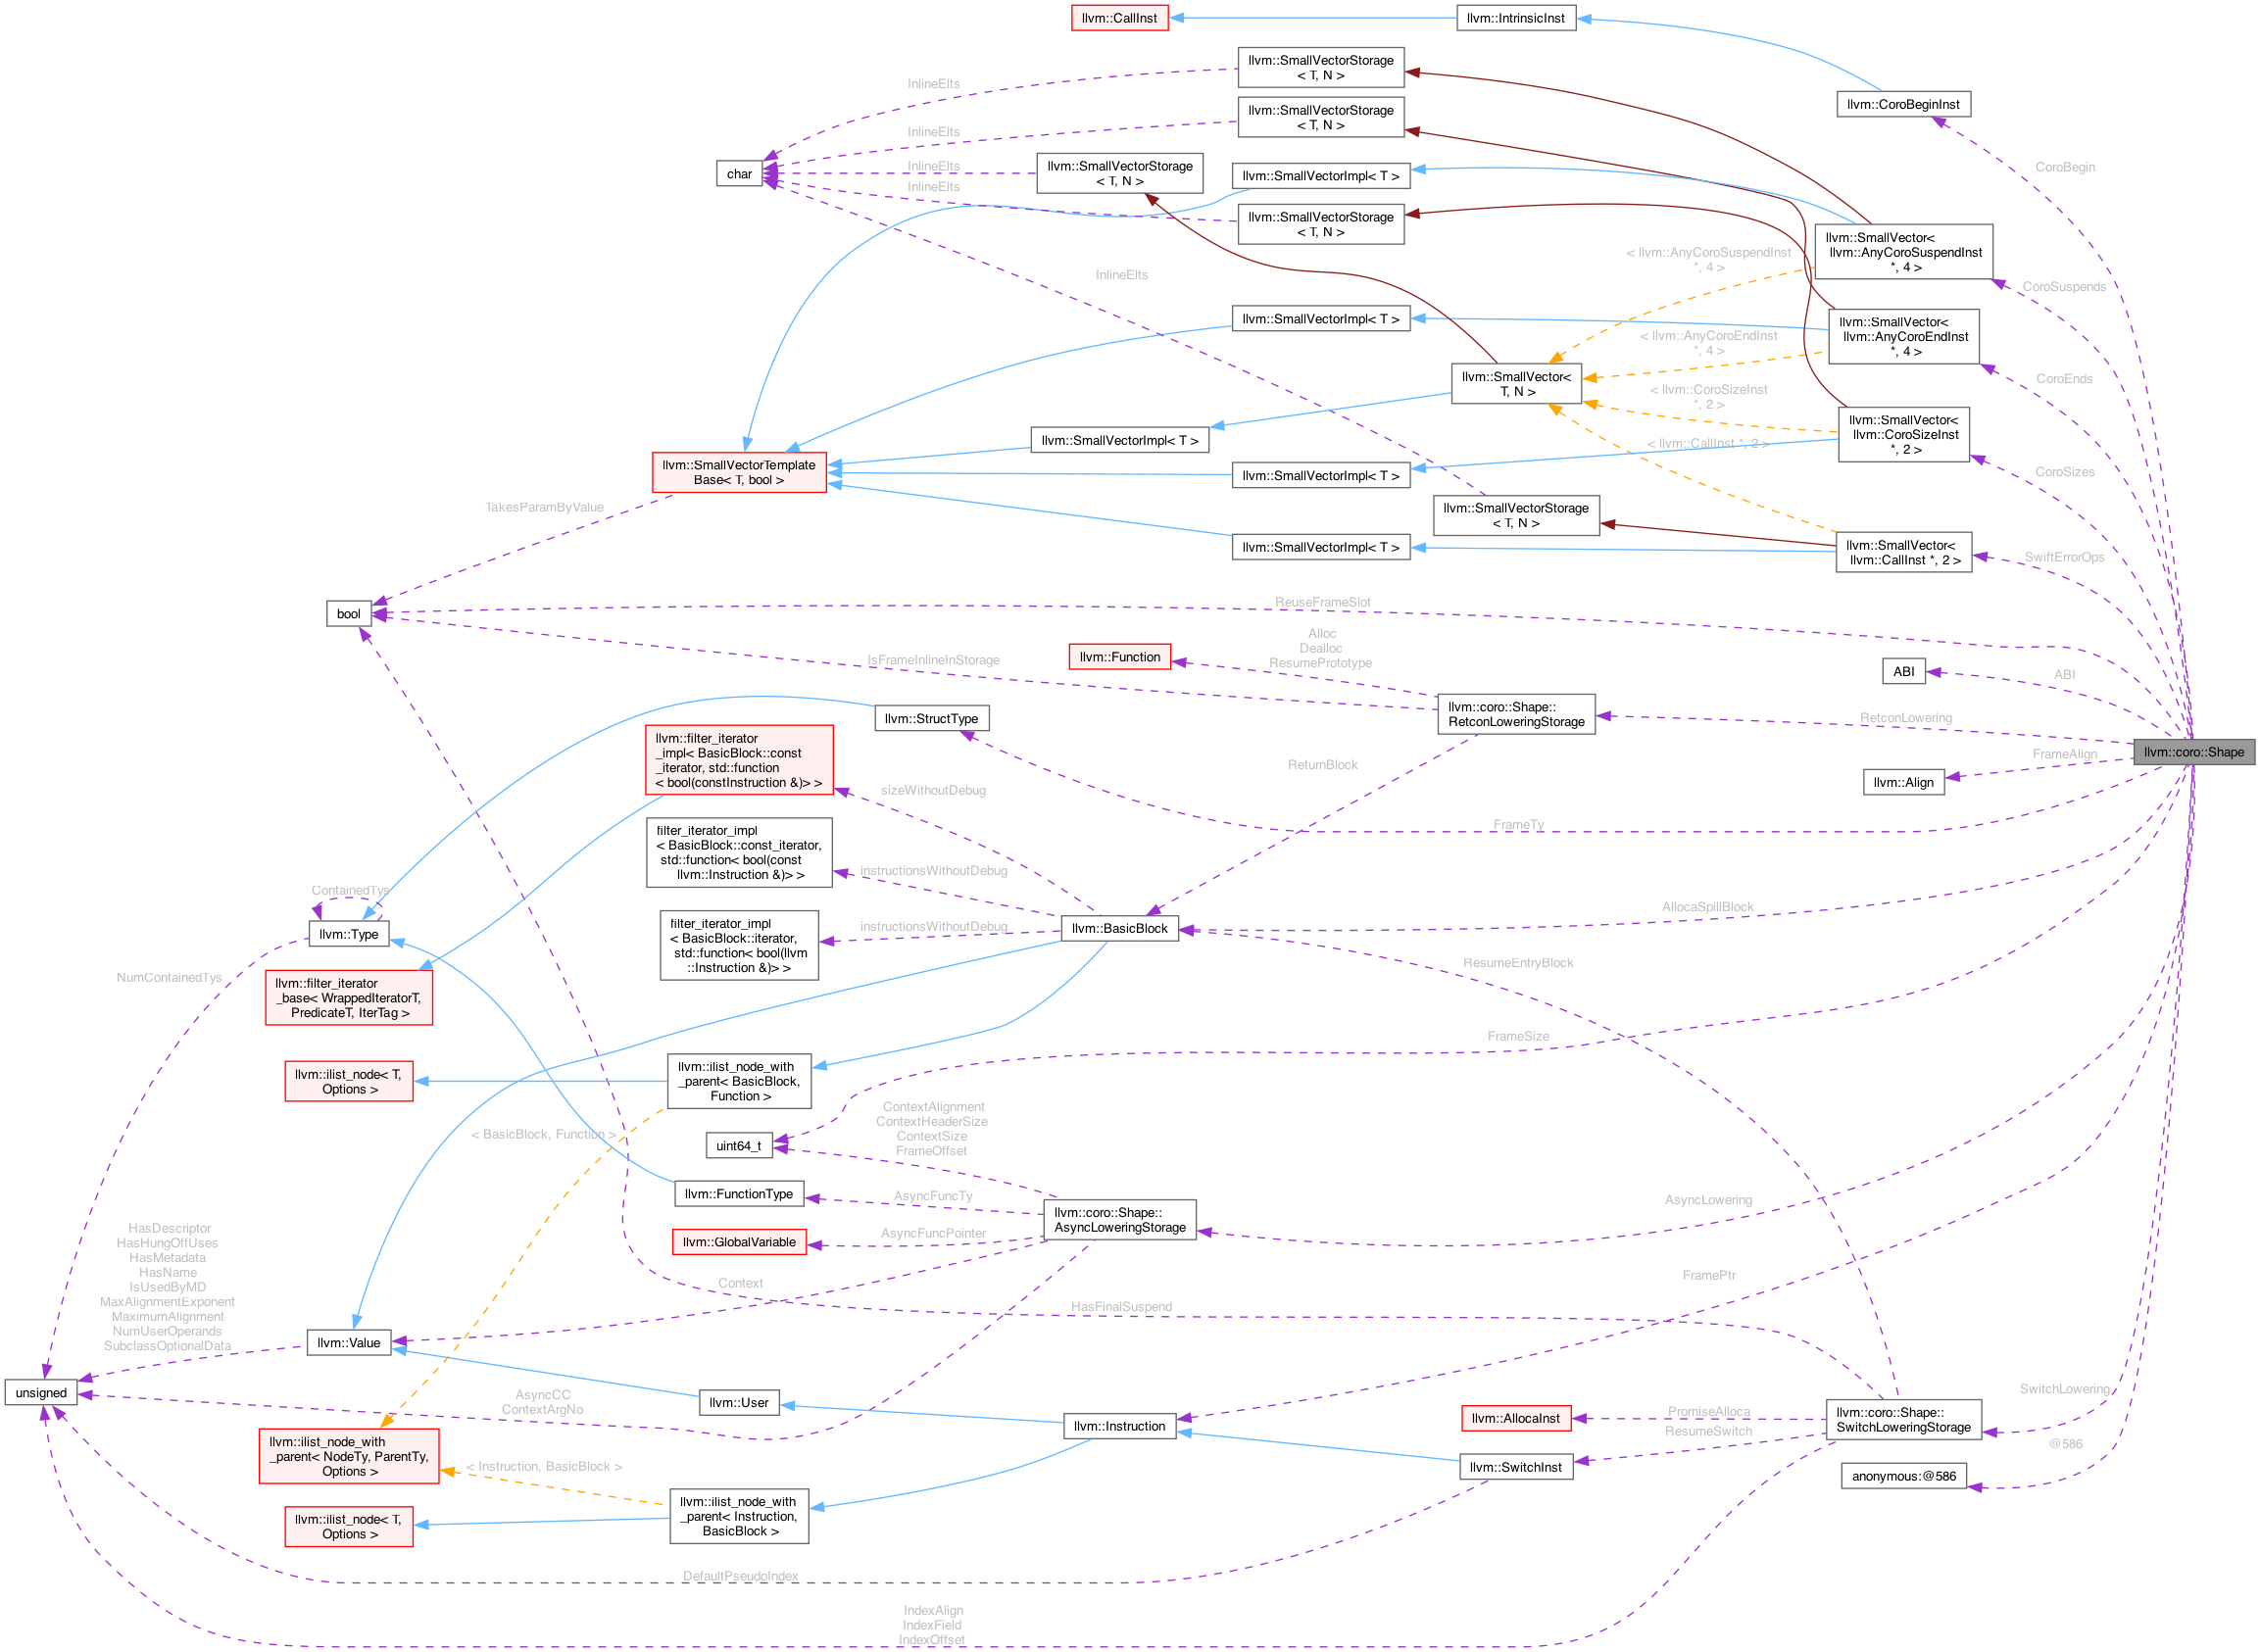 llvm::CallInst
llvm::IntrinsicInst
llvm::SmallVectorStorage
< T, N >
InlineElts
llvm::CoroBeginInst
llvm::SmallVectorStorage
< T, N >
InlineElts
char
llvm::SmallVectorStorage
< T, N >
InlineElts
InlineElts
llvm::SmallVectorImpl< T >
CoroBegin
llvm::SmallVectorStorage
< T, N >
llvm::SmallVector<
llvm::AnyCoroSuspendInst
*, 4 >
< llvm::AnyCoroSuspendInst
*, 4 >
InlineElts
CoroSuspends
llvm::SmallVectorImpl< T >
llvm::SmallVector<
llvm::AnyCoroEndInst
*, 4 >
< llvm::AnyCoroEndInst
*, 4 >
llvm::SmallVector<
T, N >
CoroEnds
< llvm::CoroSizeInst
*, 2 >
llvm::SmallVector<
llvm::CoroSizeInst
*, 2 >
llvm::SmallVectorImpl< T >
< llvm::CallInst *, 2 >
llvm::SmallVectorTemplate
Base< T, bool >
llvm::SmallVectorImpl< T >
CoroSizes
TakesParamByValue
llvm::SmallVectorStorage
< T, N >
llvm::SmallVectorImpl< T >
llvm::SmallVector<
llvm::CallInst *, 2 >
SwiftErrorOps
bool
ReuseFrameSlot
IsFrameInlineInStorage
llvm::Function
Alloc
Dealloc
ResumePrototype
ABI
ABI
llvm::StructType
llvm::coro::Shape::
RetconLoweringStorage
RetconLowering
llvm::coro::Shape
llvm::filter_iterator
_impl< BasicBlock::const
_iterator, std::function
< bool(constInstruction &)> >
ReturnBlock
FrameAlign
llvm::Align
sizeWithoutDebug
FrameTy
filter_iterator_impl
< BasicBlock::const_iterator,
std::function< bool(const
llvm::Instruction &)> >
instructionsWithoutDebug
ContainedTys
llvm::Type
filter_iterator_impl
< BasicBlock::iterator,
std::function< bool(llvm
::Instruction &)> >
instructionsWithoutDebug
llvm::BasicBlock
AllocaSpillBlock
NumContainedTys
llvm::filter_iterator
_base< WrappedIteratorT,
PredicateT, IterTag >
ResumeEntryBlock
FrameSize
llvm::ilist_node< T,
Options >
llvm::ilist_node_with
_parent< BasicBlock,
Function >
< BasicBlock, Function >
uint64_t
ContextAlignment
ContextHeaderSize
ContextSize
FrameOffset
llvm::FunctionType
AsyncFuncTy
llvm::coro::Shape::
AsyncLoweringStorage
AsyncLowering
llvm::GlobalVariable
AsyncFuncPointer
HasDescriptor
HasHungOffUses
HasMetadata
HasName
IsUsedByMD
MaxAlignmentExponent
MaximumAlignment
NumUserOperands
SubclassOptionalData
Context
FramePtr
HasFinalSuspend
llvm::Value
unsigned
AsyncCC
ContextArgNo
llvm::User
llvm::Instruction
llvm::AllocaInst
PromiseAlloca
ResumeSwitch
llvm::coro::Shape::
SwitchLoweringStorage
SwitchLowering
llvm::ilist_node_with
_parent< NodeTy, ParentTy,
Options >
< Instruction, BasicBlock >
llvm::SwitchInst
@586
anonymous:@586
llvm::ilist_node< T,
Options >
llvm::ilist_node_with
_parent< Instruction,
BasicBlock >
DefaultPseudoIndex
IndexAlign
IndexField
IndexOffset